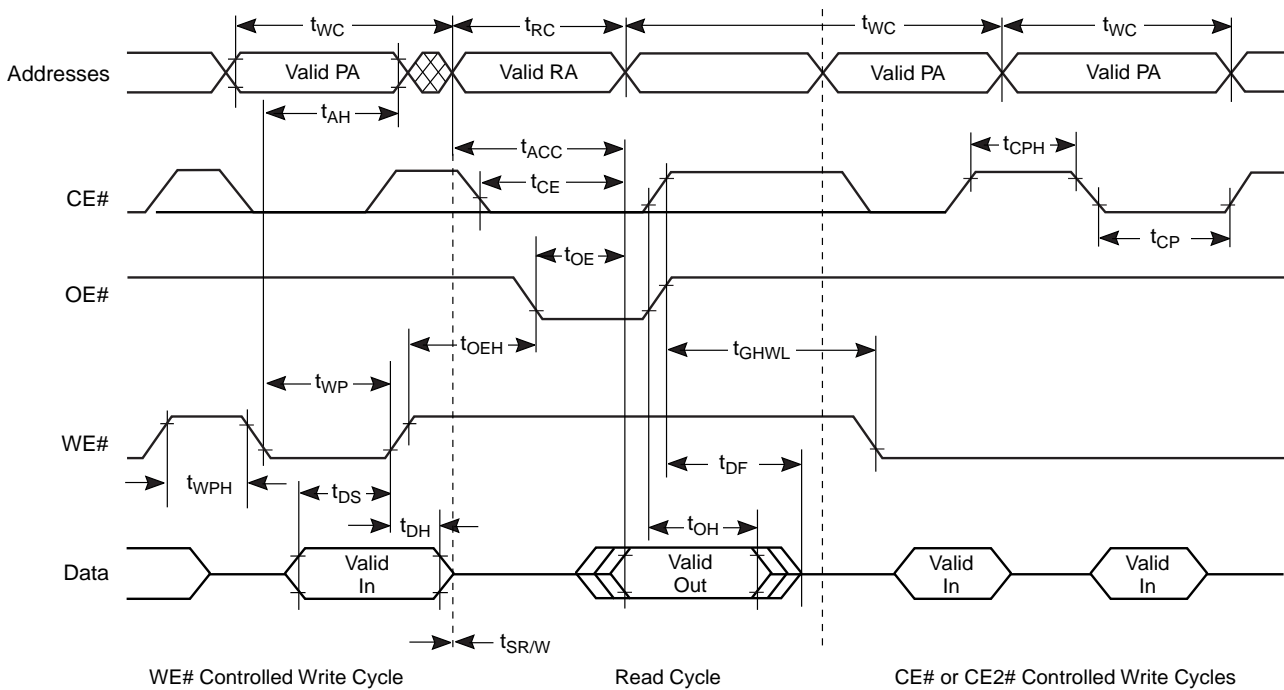 tWC
tRC
tWC
tWC
Addresses
Valid PA
Valid RA
Valid PA
Valid PA
tAH
tACC
tCPH
CE#
tCE
tCP
tOE
OE#
tOEH
tGHWL
tWP
WE#
tWPH
tDS
tDF
tDH
tOH
Data
Valid
In
Valid
Out
Valid
In
Valid
In
tSR/W
WE# Controlled Write Cycle
Read Cycle
CE# or CE2# Controlled Write Cycles